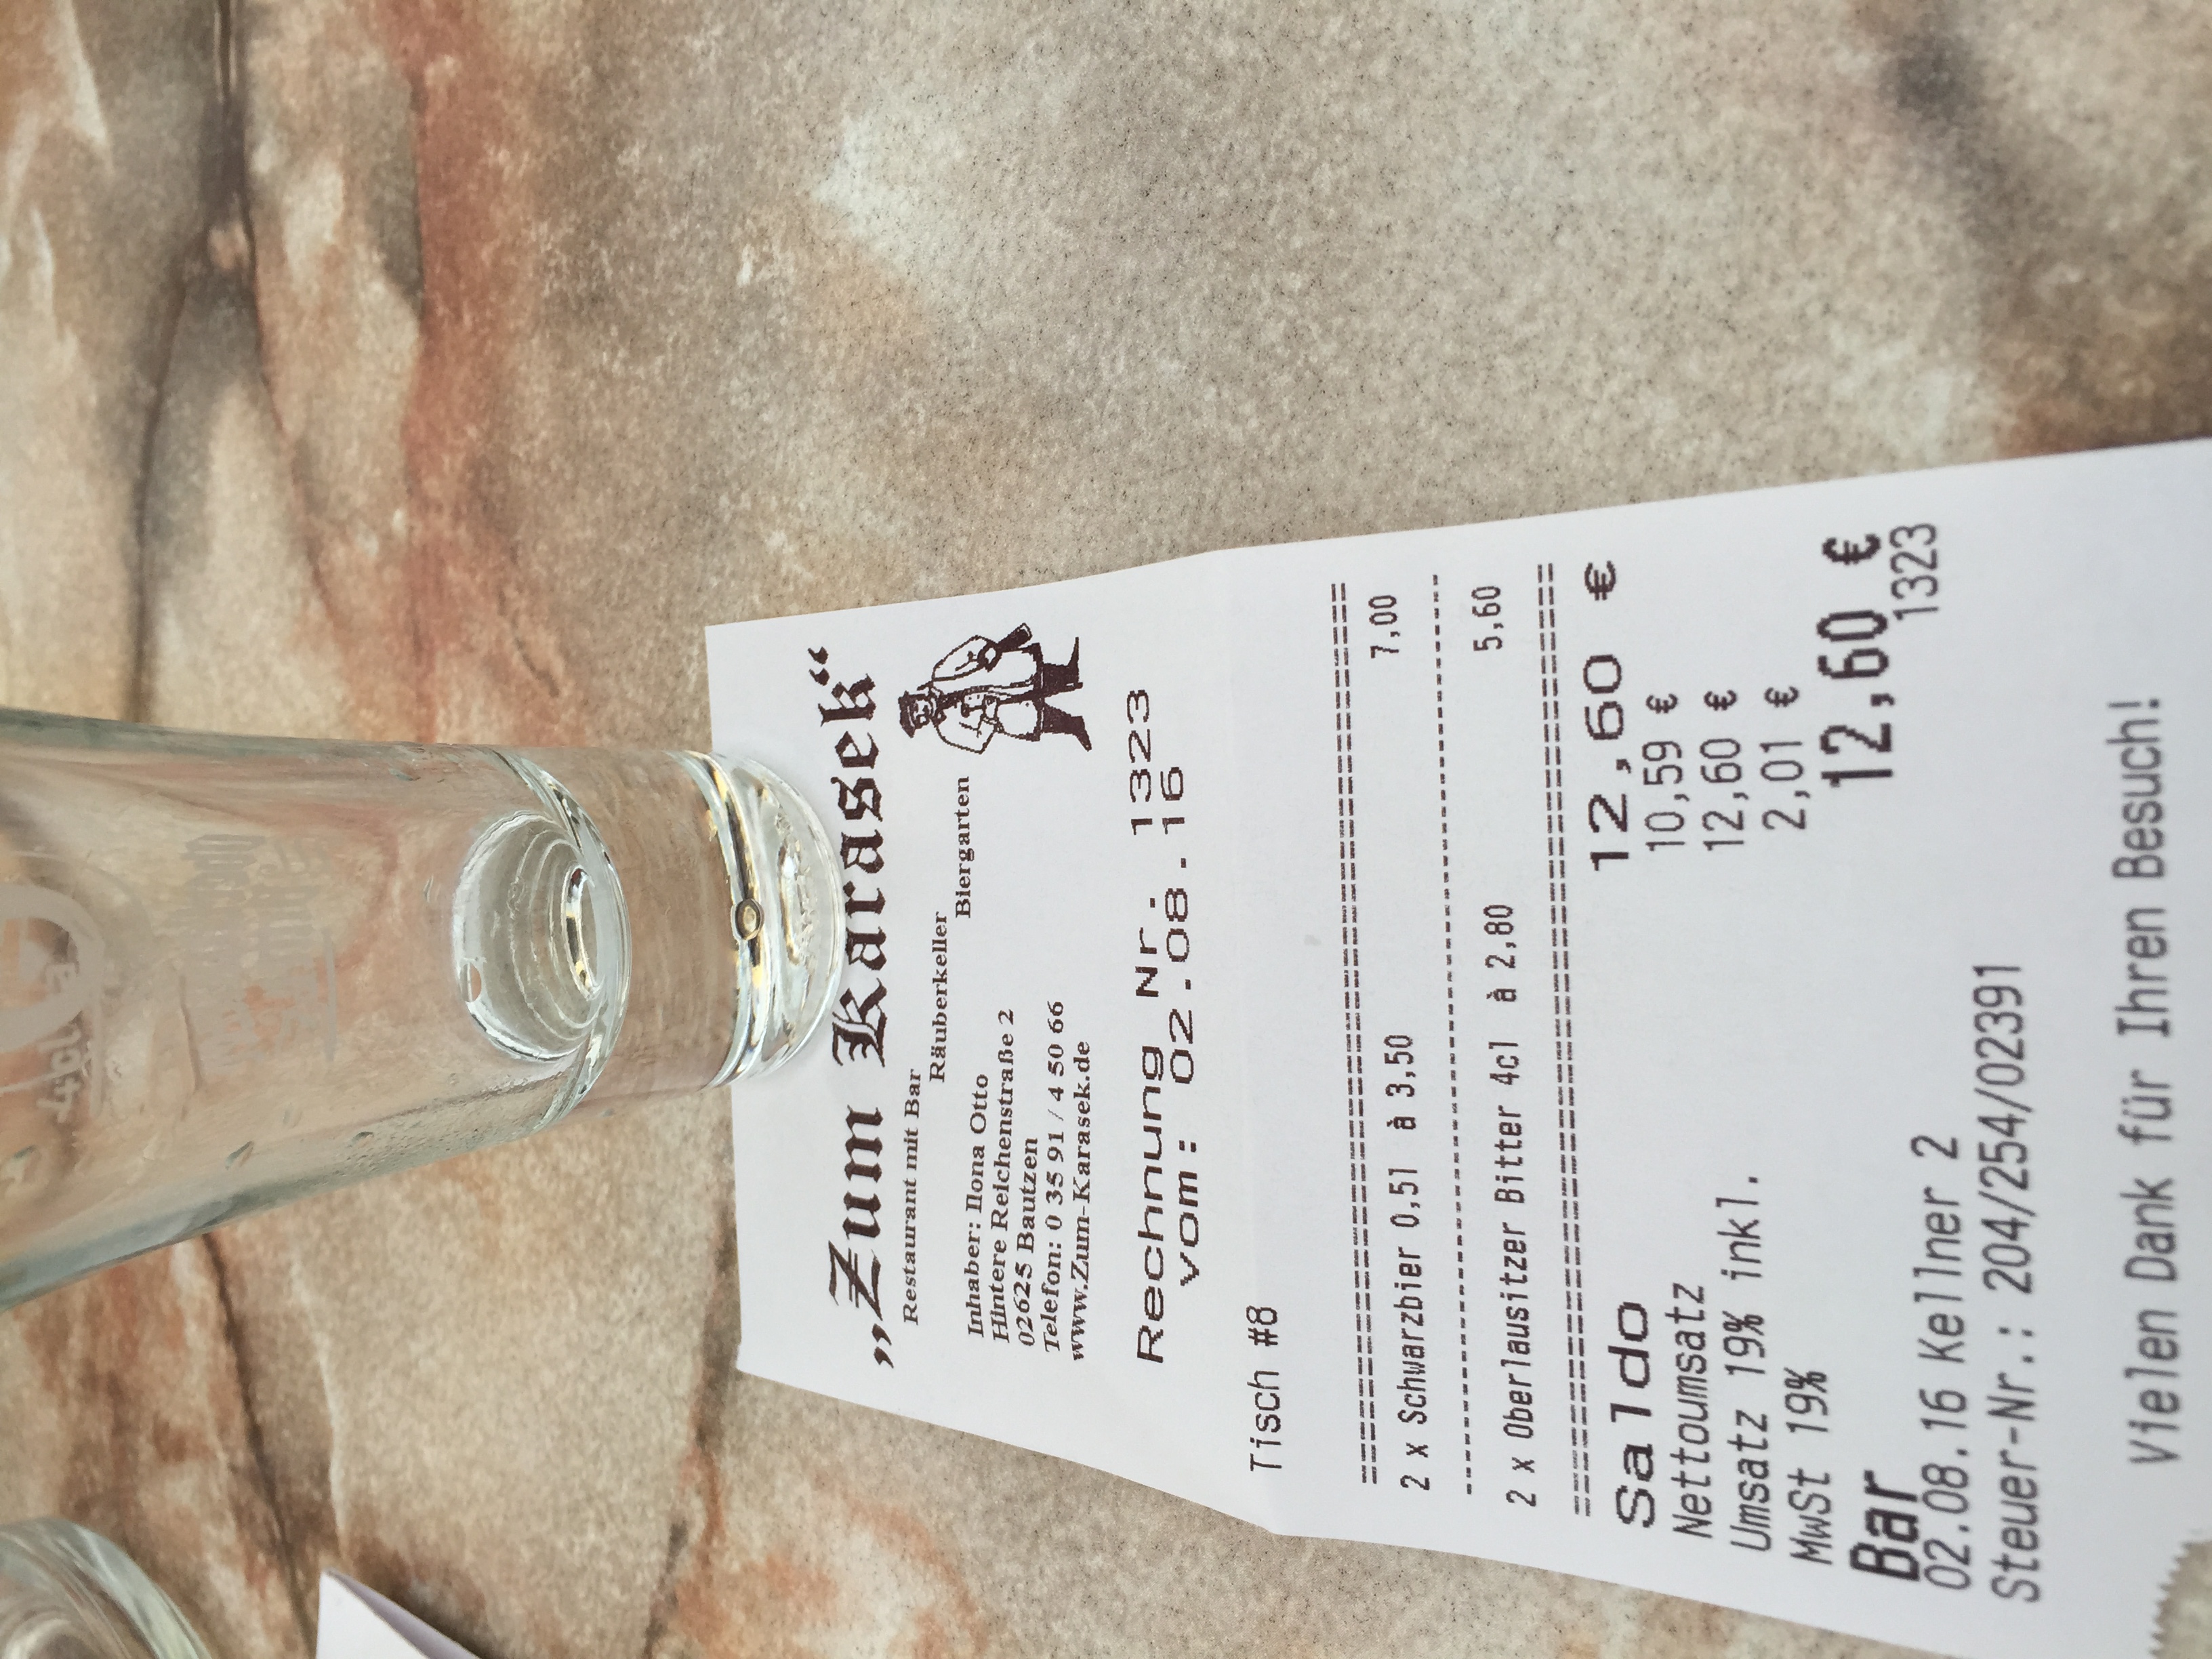 „Zum Karasek“
Restaurant mit Bar
Räuberkeller
Biergarten
Inhaber: Ilona Otto
Hintere Reichenstraße 2
02625 Bautzen
Telefon: 0 35 91 / 4 50 66
www.Zum-Karasek.de
Rechnung Nr. 1323
vom: 02.08.16
Tisch #8
2 x Schwarzbier 0,5l à 3,50 7,00
2 x Oberlausitzer Bitter 4cl à 2,80 5,60
Saldo 12,60 €
Nettoumsatz 10,59 €
Umsatz 19% inkl. 12,60 €
MwSt 19% 2,01 €
Bar 12,60 €
02.08.16 Kellner 2 1323
Steuer-Nr.: 204/254/02391
Vielen Dank für Ihren Besuch!